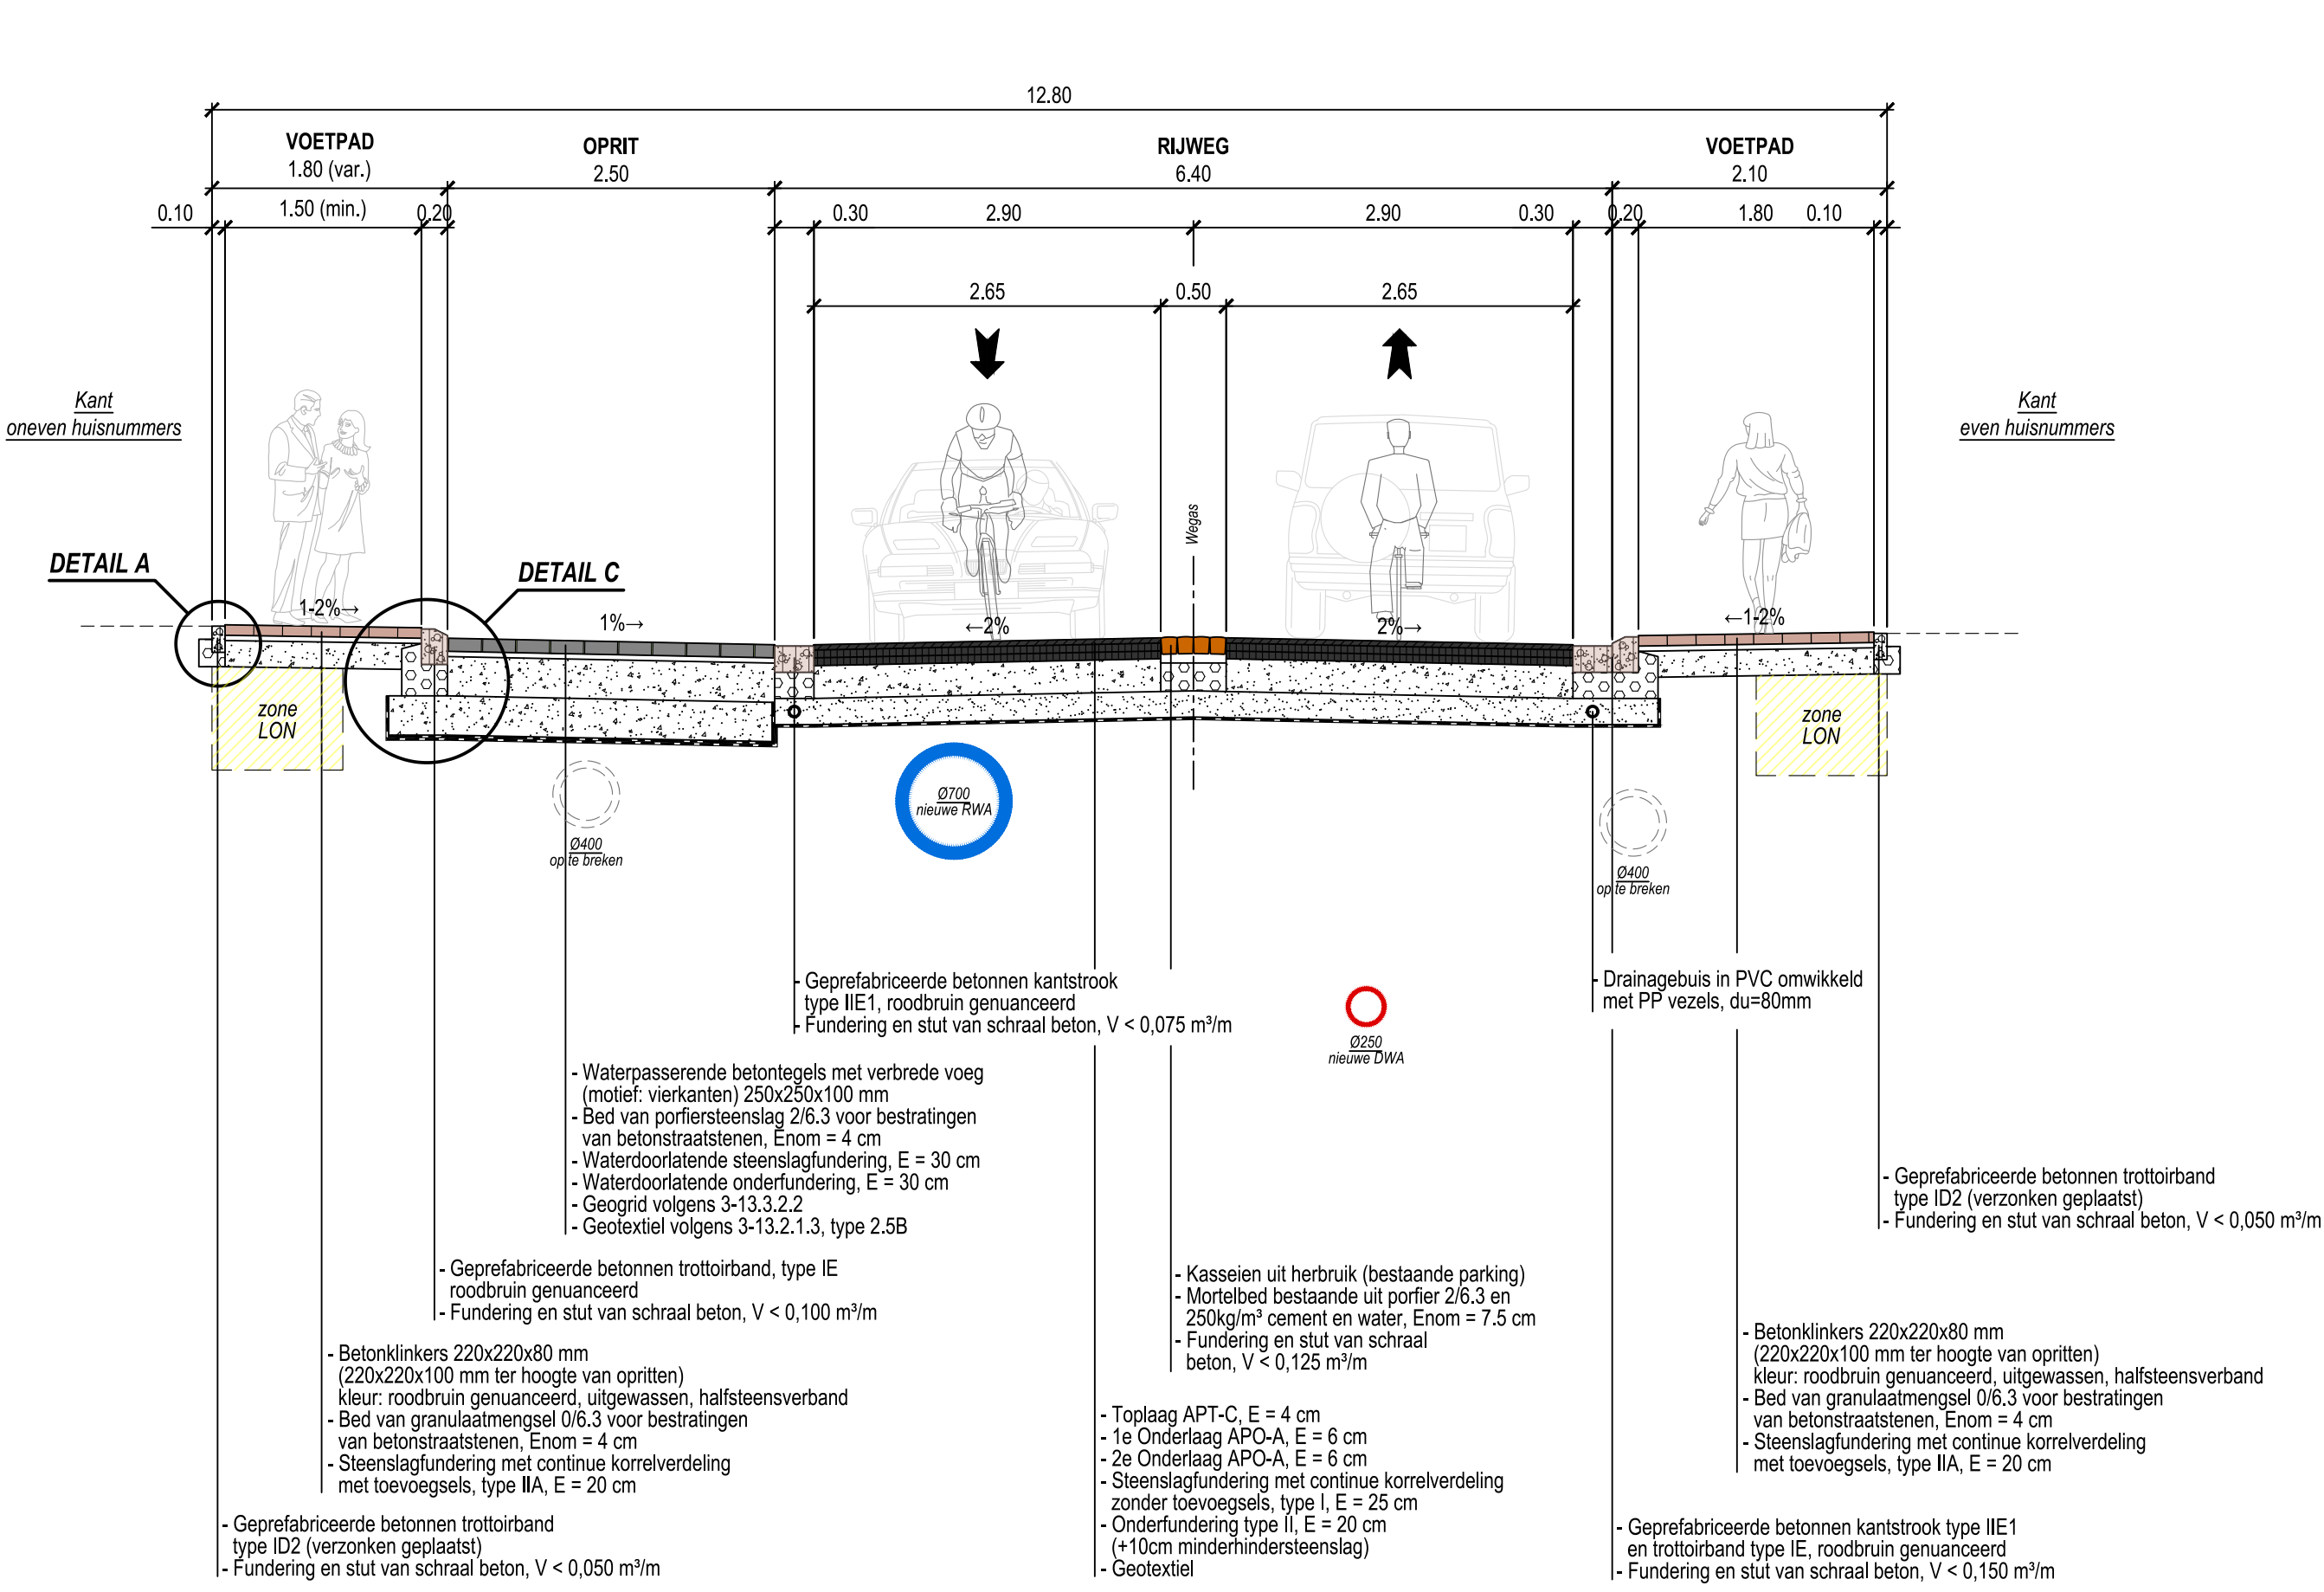 12.80
VOETPAD
1.80 (var.)
OPRIT
2.50
RIJWEG
6.40
VOETPAD
2.10
0.10
1.50 (min.)
0.20
0.30
2.90
2.90
0.30
0.20
1.80
0.10
2.65
0.50
2.65
Kant
oneven huisnummers
Kant
even huisnummers
Wegas
DETAIL A
DETAIL C
1-2%→
1%→
←2%
2%→
←1-2%
zone
LON
zone
LON
Ø700
nieuwe RWA
Ø400
op te breken
Ø400
op te breken
Ø250
nieuwe DWA
- Geprefabriceerde betonnen kantstrook
type IIE1, roodbruin genuanceerd
- Fundering en stut van schraal beton, V < 0,075 m³/m
- Drainagebuis in PVC omwikkeld
met PP vezels, du=80mm
- Waterpasserende betontegels met verbrede voeg
(motief: vierkanten) 250x250x100 mm
- Bed van porfiersteenslag 2/6.3 voor bestratingen
van betonstraatstenen, Enom = 4 cm
- Waterdoorlatende steenslagfundering, E = 30 cm
- Waterdoorlatende onderfundering, E = 30 cm
- Geogrid volgens 3-13.3.2.2
- Geotextiel volgens 3-13.2.1.3, type 2.5B
- Geprefabriceerde betonnen trottoirband
type ID2 (verzonken geplaatst)
- Fundering en stut van schraal beton, V < 0,050 m³/m
- Geprefabriceerde betonnen trottoirband, type IE
roodbruin genuanceerd
- Fundering en stut van schraal beton, V < 0,100 m³/m
- Kasseien uit herbruik (bestaande parking)
- Mortelbed bestaande uit porfier 2/6.3 en
250kg/m³ cement en water, Enom = 7.5 cm
- Fundering en stut van schraal
beton, V < 0,125 m³/m
- Betonklinkers 220x220x80 mm
(220x220x100 mm ter hoogte van opritten)
kleur: roodbruin genuanceerd, uitgewassen, halfsteensverband
- Bed van granulaatmengsel 0/6.3 voor bestratingen
van betonstraatstenen, Enom = 4 cm
- Steenslagfundering met continue korrelverdeling
met toevoegsels, type IIA, E = 20 cm
- Betonklinkers 220x220x80 mm
(220x220x100 mm ter hoogte van opritten)
kleur: roodbruin genuanceerd, uitgewassen, halfsteensverband
- Bed van granulaatmengsel 0/6.3 voor bestratingen
van betonstraatstenen, Enom = 4 cm
- Steenslagfundering met continue korrelverdeling
met toevoegsels, type IIA, E = 20 cm
- Toplaag APT-C, E = 4 cm
- 1e Onderlaag APO-A, E = 6 cm
- 2e Onderlaag APO-A, E = 6 cm
- Steenslagfundering met continue korrelverdeling
zonder toevoegsels, type I, E = 25 cm
- Onderfundering type II, E = 20 cm
(+10cm minderhindersteenslag)
- Geotextiel
- Geprefabriceerde betonnen trottoirband
type ID2 (verzonken geplaatst)
- Fundering en stut van schraal beton, V < 0,050 m³/m
- Geprefabriceerde betonnen kantstrook type IIE1
en trottoirband type IE, roodbruin genuanceerd
- Fundering en stut van schraal beton, V < 0,150 m³/m